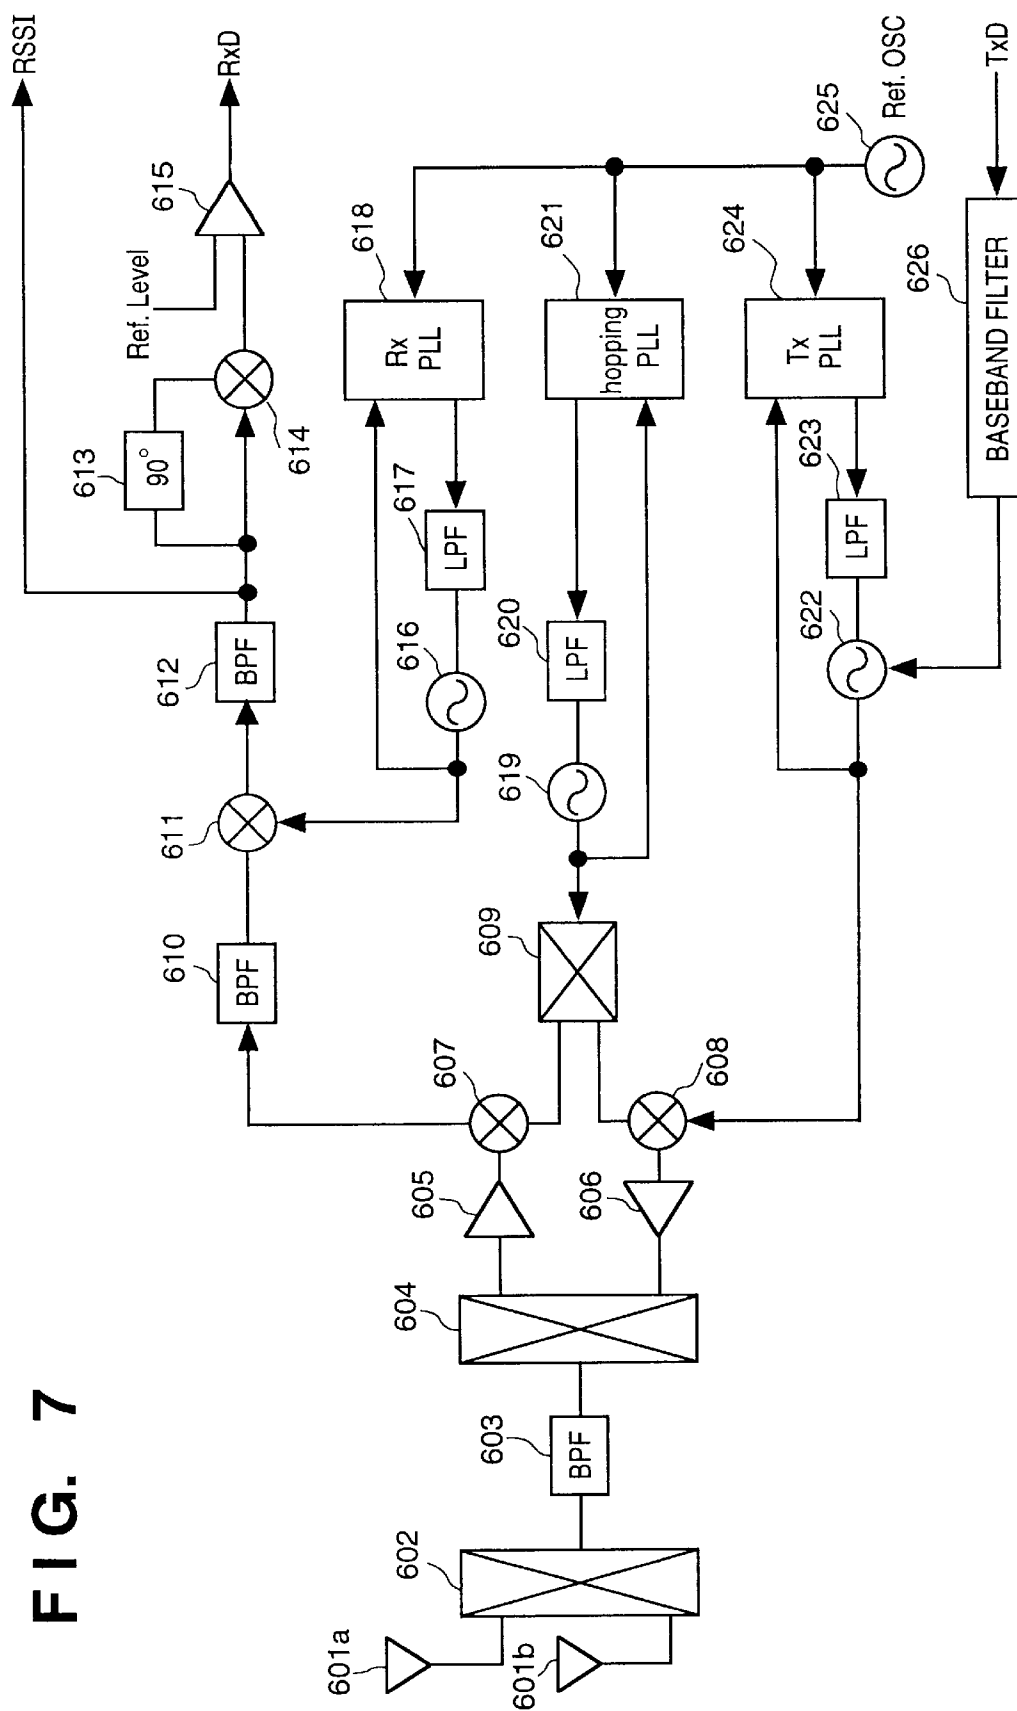 FIG. 7
RSSI
RxD
615
Ref. Level
613
90°
614
612
BPF
611
610
BPF
618
Rx
PLL
617
LPF
616
621
hopping
PLL
620
LPF
619
609
625
Ref. OSC
624
Tx
PLL
623
LPF
622
TxD
626
BASEBAND FILTER
607
608
605
606
604
603
BPF
602
601a
601b